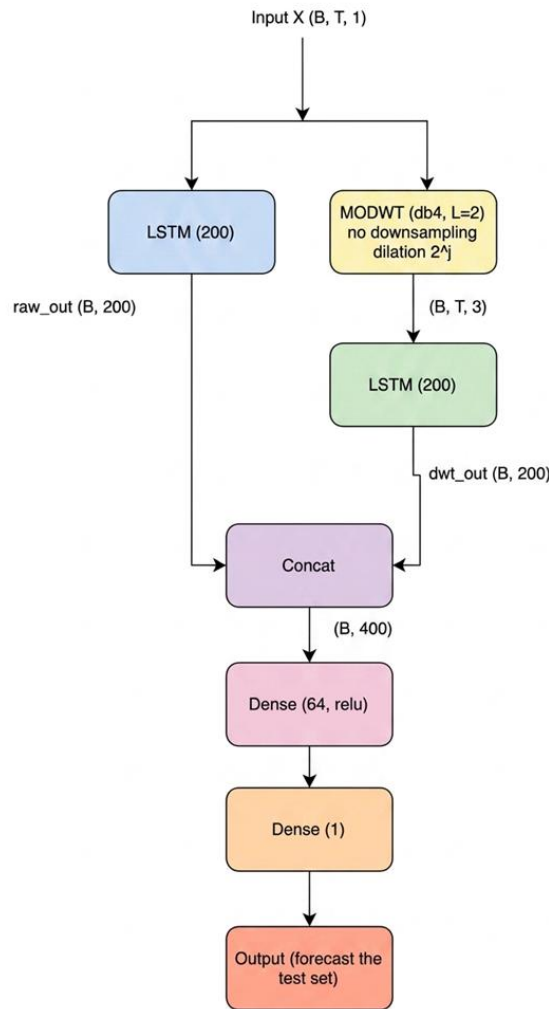 Input X (B, T, 1)
LSTM (200)
MODWT (db4, L=2)
no downsampling
dilation 2^j
raw_out (B, 200)
(B, T, 3)
LSTM (200)
dwt_out (B, 200)
Concat
(B, 400)
Dense (64, relu)
Dense (1)
Output (forecast the
test set)